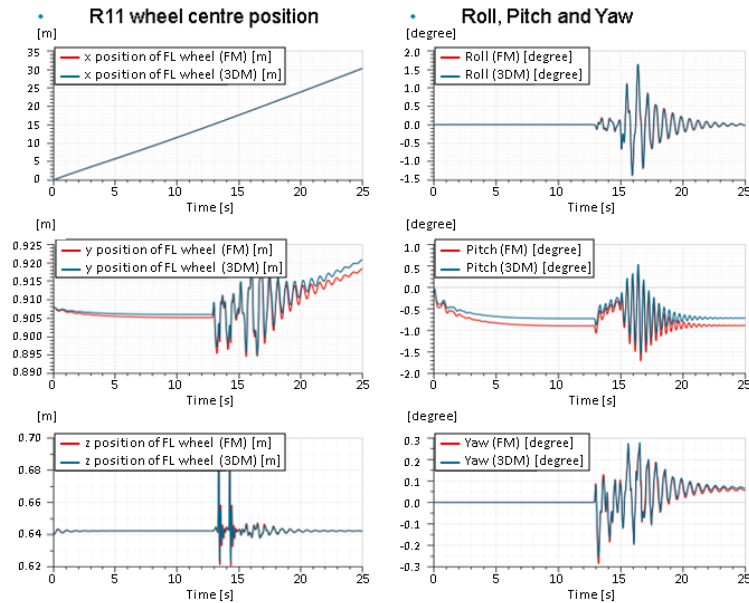 R11 wheel centre position
Roll, Pitch and Yaw
[m]
x position of FL wheel (FM) [m]
x position of FL wheel (3DM) [m]
35
30
25
20
15
10
5
0
0 5 10 15 20 25
Time [s]
[degree]
Roll (FM) [degree]
Roll (3DM) [degree]
2.0
1.5
1.0
0.5
0.0
-0.5
-1.0
-1.5
0 5 10 15 20 25
Time [s]
[m]
y position of FL wheel (FM) [m]
y position of FL wheel (3DM) [m]
0.925
0.920
0.915
0.910
0.905
0.900
0.895
0.890
0 5 10 15 20 25
Time [s]
[degree]
Pitch (FM) [degree]
Pitch (3DM) [degree]
1.0
0.5
0.0
-0.5
-1.0
-1.5
-2.0
0 5 10 15 20 25
Time [s]
[m]
z position of FL wheel (FM) [m]
z position of FL wheel (3DM) [m]
0.70
0.68
0.66
0.64
0.62
0 5 10 15 20 25
Time [s]
[degree]
Yaw (FM) [degree]
Yaw (3DM) [degree]
0.3
0.2
0.1
0.0
-0.1
-0.2
-0.3
0 5 10 15 20 25
Time [s]